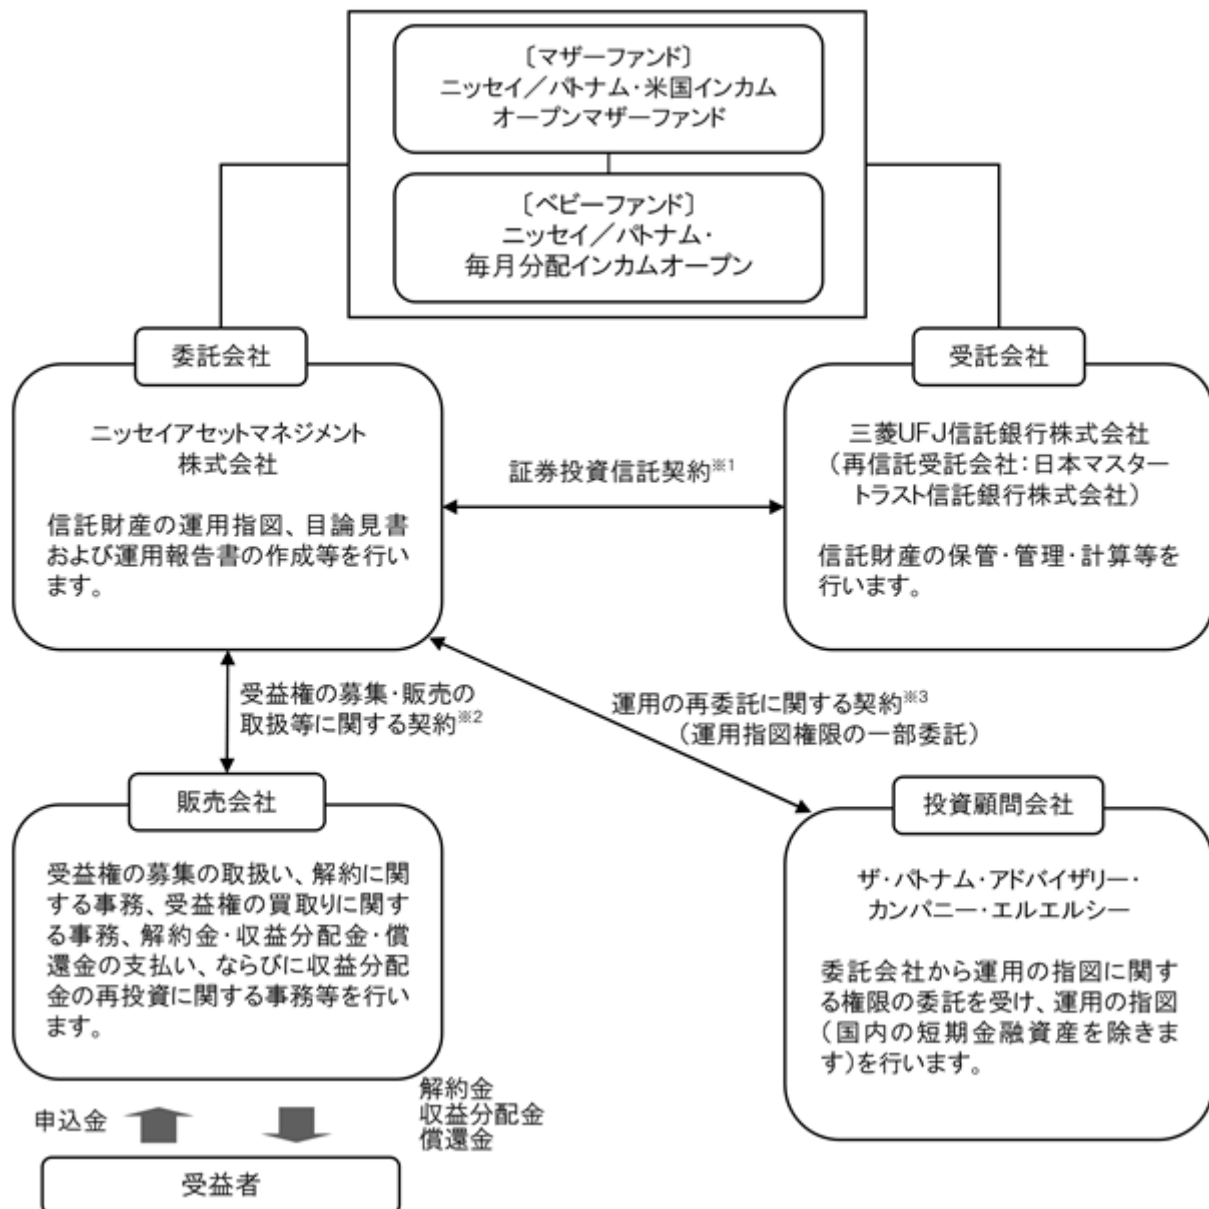 〔マザーファンド〕
ニッセイ／パトナム・米国インカム
オープンマザーファンド
〔ベビーファンド〕
ニッセイ／パトナム・
毎月分配インカムオープン
委託会社
ニッセイアセットマネジメント
株式会社
信託財産の運用指図、目論見書
および運用報告書の作成等を行い
ます。
証券投資信託契約※1
受託会社
三菱UFJ信託銀行株式会社
（再信託受託会社：日本マスター
トラスト信託銀行株式会社）
信託財産の保管・管理・計算等を
行います。
受益権の募集・販売の
取扱等に関する契約※2
運用の再委託に関する契約※3
（運用指図権限の一部委託）
販売会社
受益権の募集の取扱い、解約に関
する事務、受益権の買取りに関す
る事務、解約金・収益分配金・償
還金の支払い、ならびに収益分配
金の再投資に関する事務等を行い
ます。
投資顧問会社
ザ・パトナム・アドバイザリー・
カンパニー・エルエルシー
委託会社から運用の指図に関す
る権限の委託を受け、運用の指図
（国内の短期金融資産を除きま
す）を行います。
申込金
解約金
収益分配金
償還金
受益者